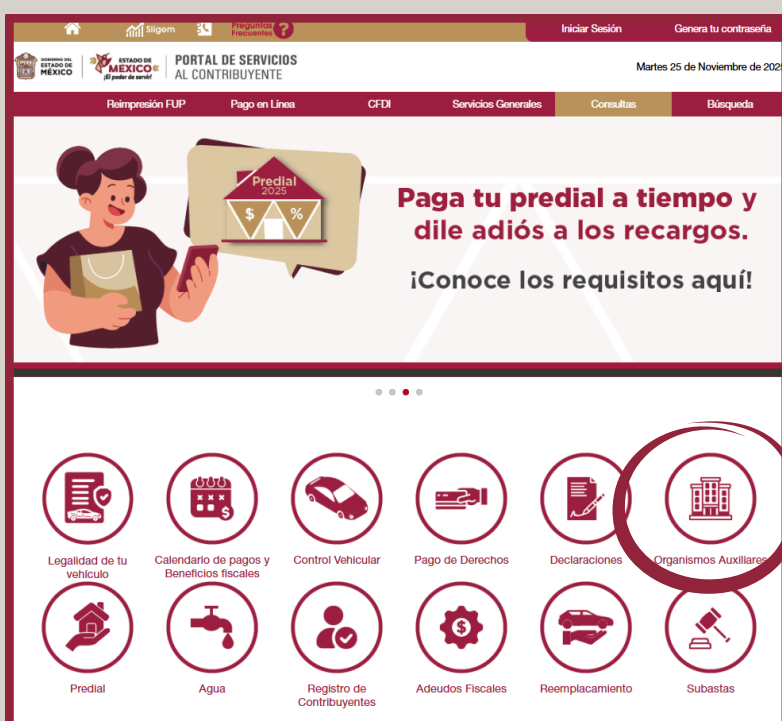 Sligem
Preguntas
Frecuentes ?
Iniciar Sesión
Genera tu contraseña
GOBIERNO DEL
ESTADO DE
MÉXICO
ESTADO DE
MÉXICO
¡El poder de servir!
PORTAL DE SERVICIOS
AL CONTRIBUYENTE
Martes 25 de Noviembre de 2025
Reimpresión FUP
Pago en Línea
CFDI
Servicios Generales
Consultas
Búsqueda
Predial
2025
$ %
Paga tu predial a tiempo y
dile adiós a los recargos.
¡Conoce los requisitos aquí!
Legalidad de tu
vehículo
Calendario de pagos y
Beneficios fiscales
Control Vehicular
Pago de Derechos
Declaraciones
Organismos Auxiliares
Predial
Agua
Registro de
Contribuyentes
Adeudos Fiscales
Reemplacamiento
Subastas